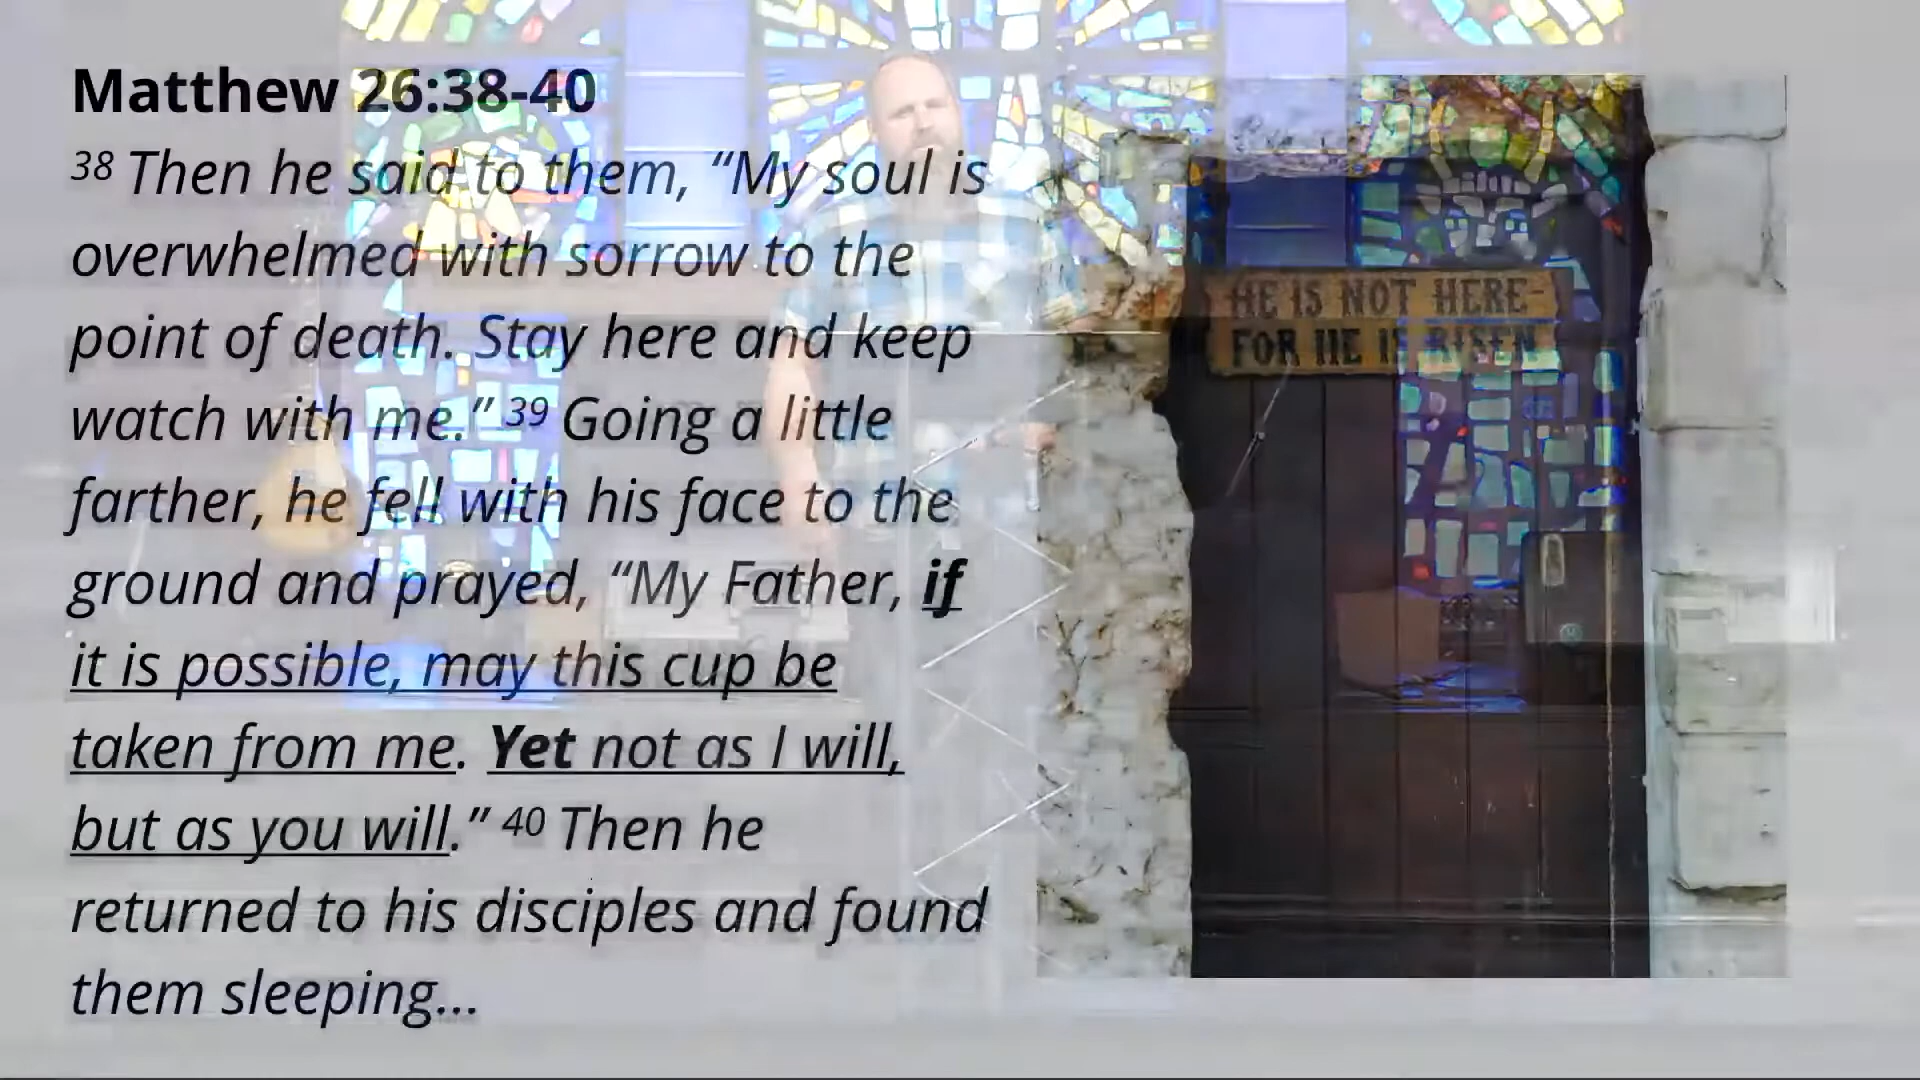 Matthew 26:38-40
38 Then he said to them, “My soul is
overwhelmed with sorrow to the
point of death. Stay here and keep
watch with me.” 39 Going a little
farther, he fell with his face to the
ground and prayed, “My Father, if
it is possible, may this cup be
taken from me. Yet not as I will,
but as you will.” 40 Then he
returned to his disciples and found
them sleeping...
HE IS NOT HERE-
FOR HE IS RISEN